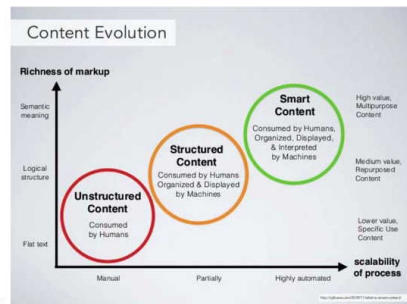 Content Evolution
Richness of markup
Semantic
meaning
Logical
structure
Flat text
Smart
Content
Consumed by Humans,
Organized, Displayed,
& Interpreted
by Machines
Structured
Content
Consumed by Humans
Organized & Displayed
by Machines
Unstructured
Content
Consumed
by Humans
High value,
Multipurpose
Content
Medium value,
Repurposed
Content
Lower value,
Specific Use
Content
scalability
of process
Manual
Partially
Highly automated